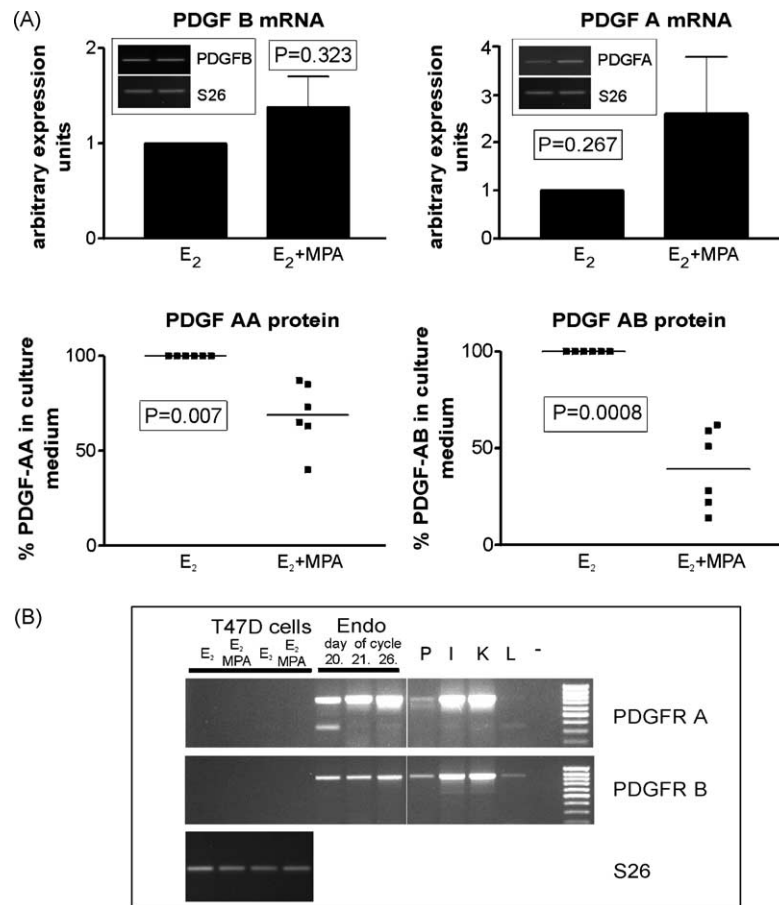 (A)
PDGF B mRNA
arbitrary expression
units
2
1
0
PDGFB
S26
P=0.323
E₂
E₂+MPA
PDGF A mRNA
arbitrary expression
units
4
3
2
1
0
PDGFA
S26
P=0.267
E₂
E₂+MPA
PDGF AA protein
% PDGF-AA in culture
medium
100
50
0
P=0.007
E₂
E₂+MPA
PDGF AB protein
% PDGF-AB in culture
medium
100
50
0
P=0.0008
E₂
E₂+MPA
(B)
T47D cells
E₂
E₂
MPA
E₂
E₂
MPA
Endo
day of cycle
20. 21. 26.
P I K L -
PDGFR A
PDGFR B
S26